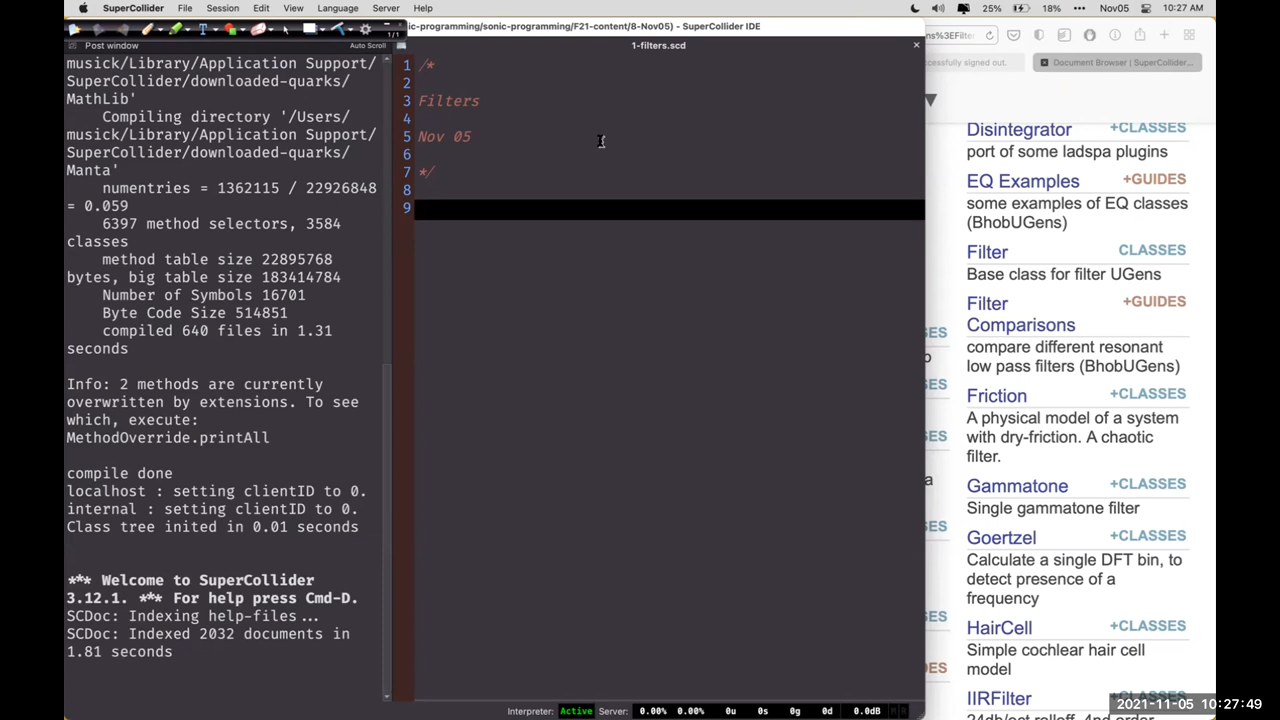 SuperCollider File Session Edit View Language Server Help 25% 18% Nov05 10:27 AM
ic-programming/sonic-programming/F21-content/8-Nov05) - SuperCollider IDE
1/1
Post window Auto Scroll
1-filters.scd
musick/Library/Application Support/
SuperCollider/downloaded-quarks/
MathLib'
Compiling directory '/Users/
musick/Library/Application Support/
SuperCollider/downloaded-quarks/
Manta'
numentries = 1362115 / 22926848
= 0.059
6397 method selectors, 3584
classes
method table size 22895768
bytes, big table size 183414784
Number of Symbols 16701
Byte Code Size 514851
compiled 640 files in 1.31
seconds
Info: 2 methods are currently
overwritten by extensions. To see
which, execute:
MethodOverride.printAll
compile done
localhost : setting clientID to 0.
internal : setting clientID to 0.
Class tree inited in 0.01 seconds
*** Welcome to SuperCollider
3.12.1. *** For help press Cmd-D.
SCDoc: Indexing help-files...
SCDoc: Indexed 2032 documents in
1.81 seconds
1 /*
2
3 Filters
4
5 Nov 05
6
7 */
8
9
Interpreter: Active Server: 0.00% 0.00% 0u 0s 0g 0d 0.0dB M R
ns%EFilte
ccessfully signed out.
Document Browser | SuperCollider...
Disintegrator +CLASSES
port of some ladspa plugins
EQ Examples +GUIDES
some examples of EQ classes
(BhobUGens)
Filter CLASSES
Base class for filter UGens
Filter +GUIDES
Comparisons
compare different resonant
low pass filters (BhobUGens)
Friction +CLASSES
A physical model of a system
with dry-friction. A chaotic
filter.
Gammatone +CLASSES
Single gammatone filter
Goertzel +CLASSES
Calculate a single DFT bin, to
detect presence of a
frequency
HairCell +CLASSES
Simple cochlear hair cell
model
IIRFilter +CLASSES
2021-11-05 10:27:49